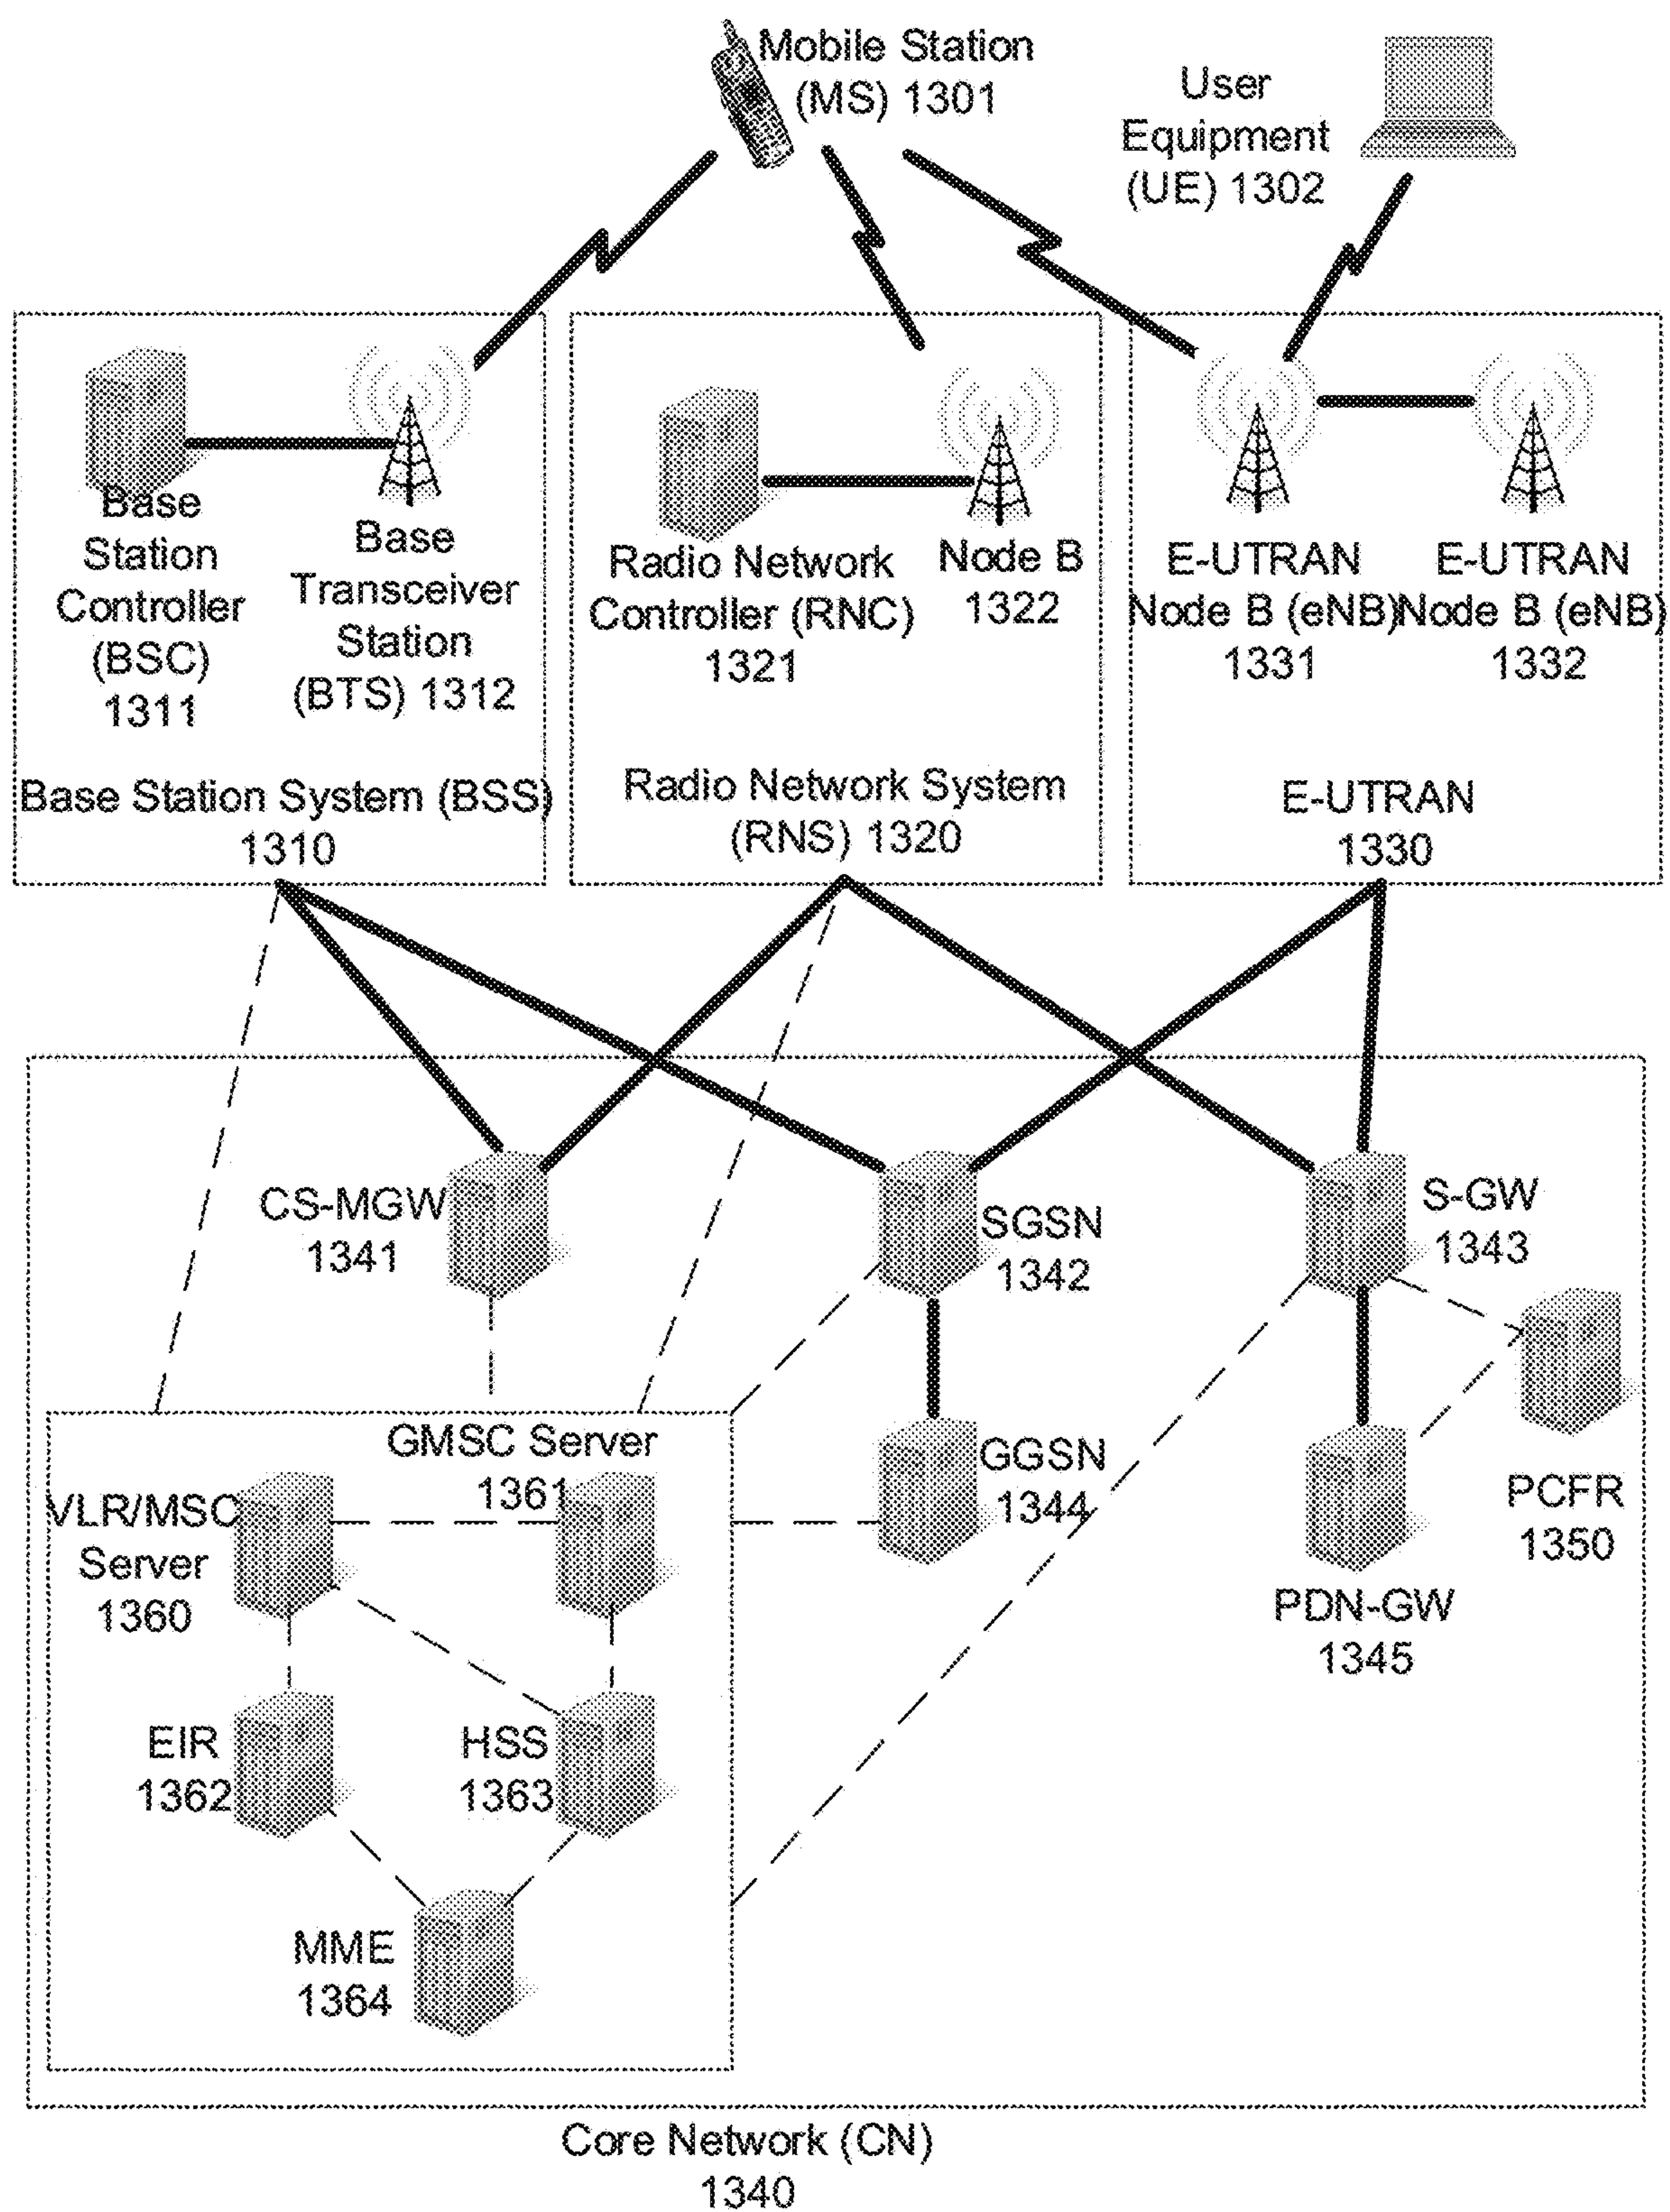 Mobile Station
(MS) 1301
User
Equipment
(UE) 1302
Base
Station
Controller
(BSC)
1311
Base
Transceiver
Station
(BTS) 1312
Base Station System (BSS)
1310
Radio Network
Controller (RNC)
1321
Node B
1322
Radio Network System
(RNS) 1320
E-UTRAN
Node B (eNB)
1331
E-UTRAN
Node B (eNB)
1332
E-UTRAN
1330
CS-MGW
1341
SGSN
1342
S-GW
1343
GMSC Server
1361
VLR/MSC
Server
1360
GGSN
1344
PCFR
1350
PDN-GW
1345
EIR
1362
HSS
1363
MME
1364
Core Network (CN)
1340